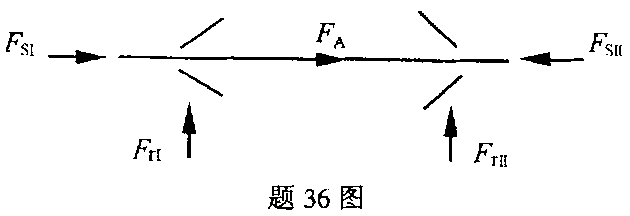 F_A
F_SI F_SII
F_rI F_rII
题 36 图